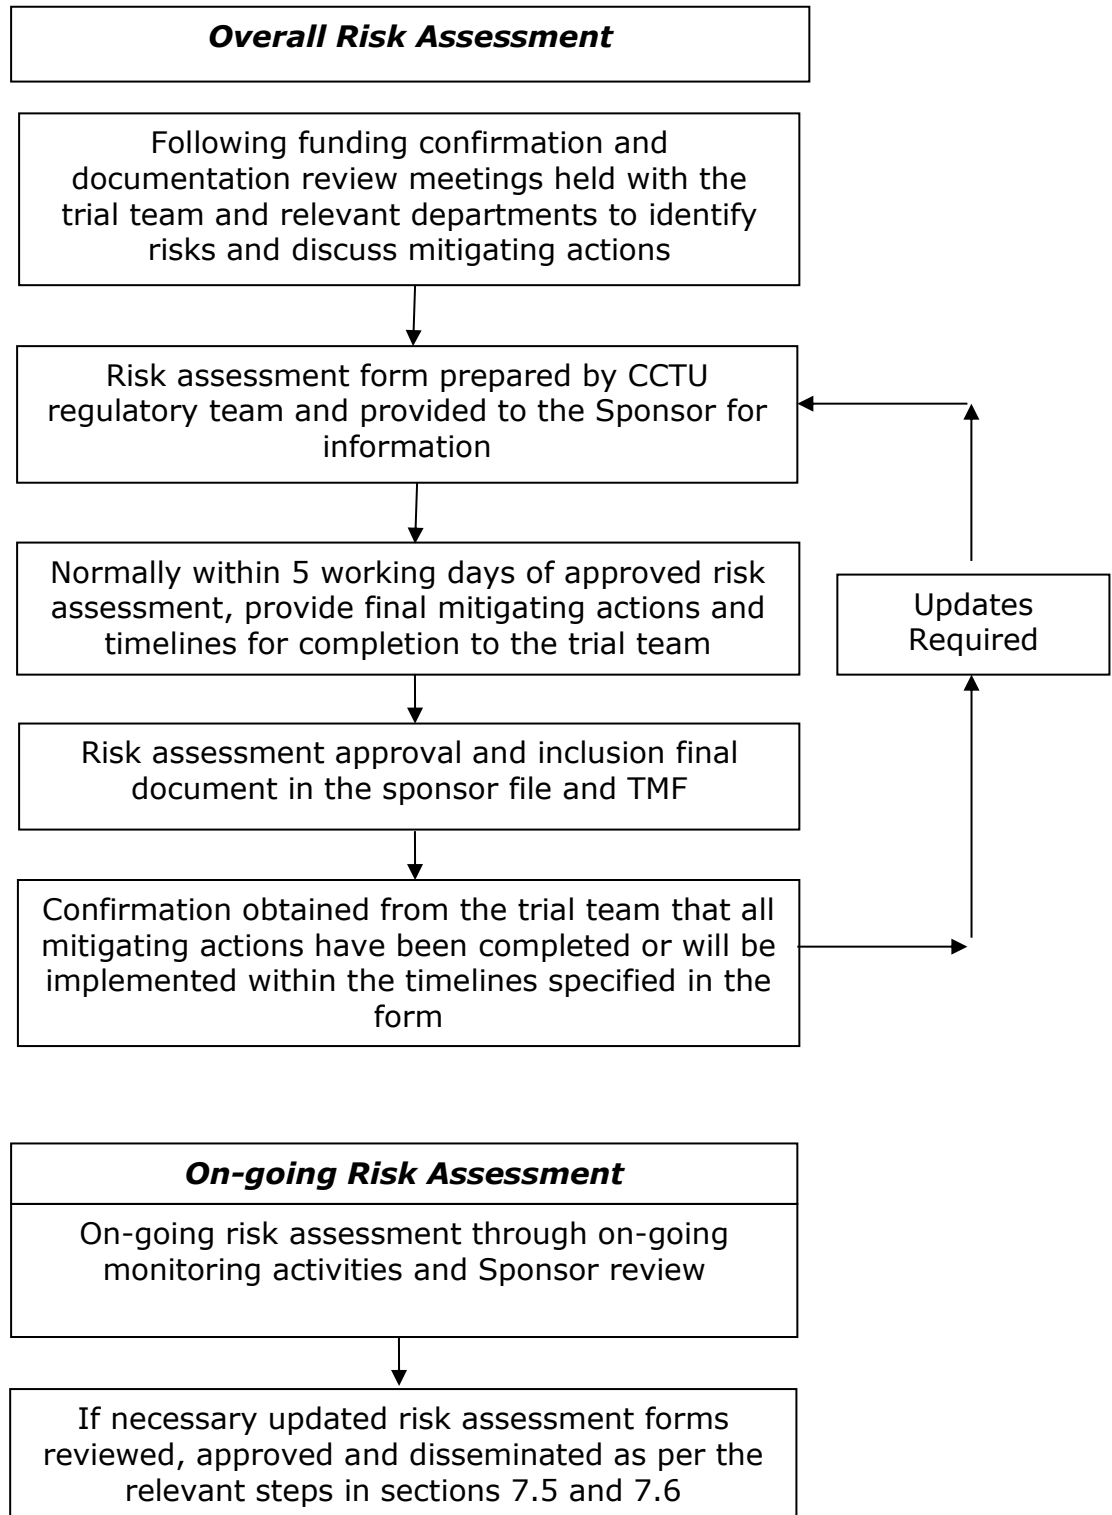 Overall Risk Assessment
Following funding confirmation and
documentation review meetings held with the
trial team and relevant departments to identify
risks and discuss mitigating actions
Risk assessment form prepared by CCTU
regulatory team and provided to the Sponsor for
information
Normally within 5 working days of approved risk
assessment, provide final mitigating actions and
timelines for completion to the trial team
Updates
Required
Risk assessment approval and inclusion final
document in the sponsor file and TMF
Confirmation obtained from the trial team that all
mitigating actions have been completed or will be
implemented within the timelines specified in the
form
On-going Risk Assessment
On-going risk assessment through on-going
monitoring activities and Sponsor review
If necessary updated risk assessment forms
reviewed, approved and disseminated as per the
relevant steps in sections 7.5 and 7.6